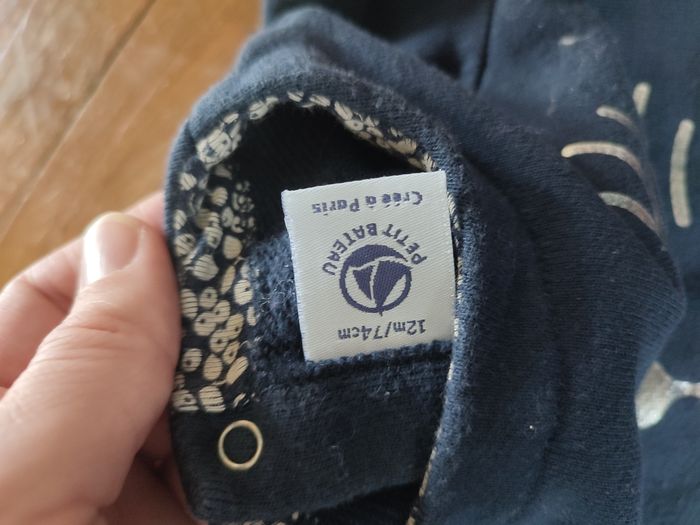 Créé à Paris
PETIT BATEAU
12m/74cm